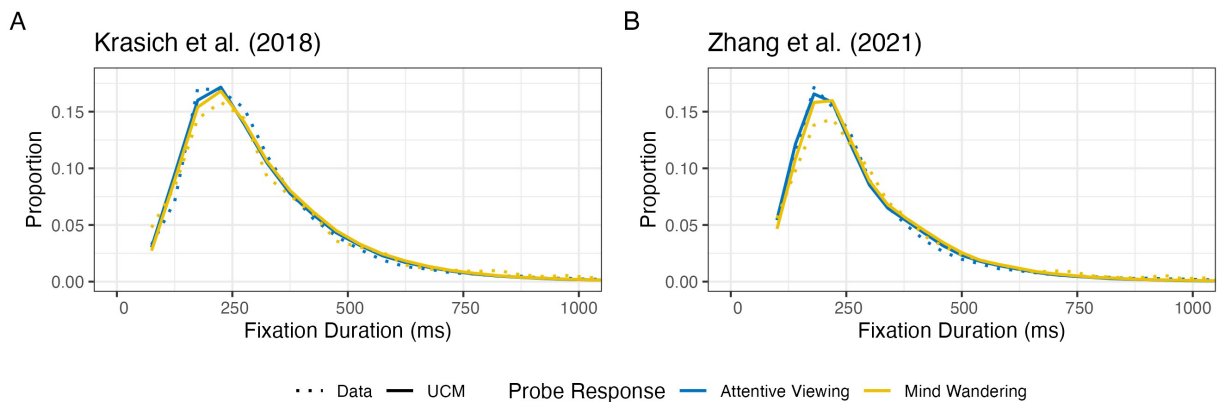 A
Krasich et al. (2018)
0.15
0.10
0.05
0.00
Proportion
0 250 500 750 1000
Fixation Duration (ms)
B
Zhang et al. (2021)
0.15
0.10
0.05
0.00
Proportion
0 250 500 750 1000
Fixation Duration (ms)
Data UCM Probe Response Attentive Viewing Mind Wandering